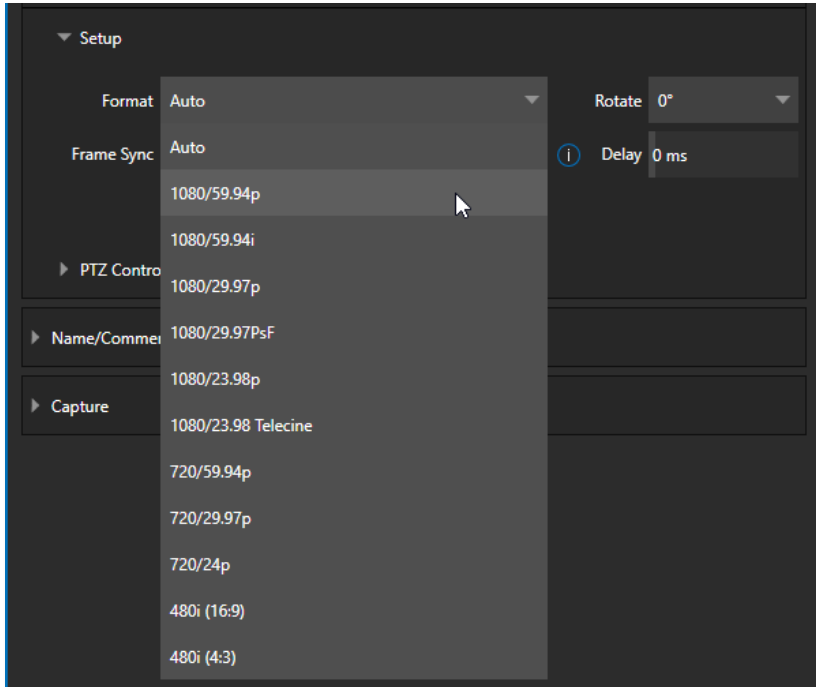 Setup
Format Auto Rotate 0°
Frame Sync Auto i Delay 0 ms
1080/59.94p
1080/59.94i
PTZ Contro 1080/29.97p
Name/Commer 1080/29.97PsF
1080/23.98p
Capture 1080/23.98 Telecine
720/59.94p
720/29.97p
720/24p
480i (16:9)
480i (4:3)